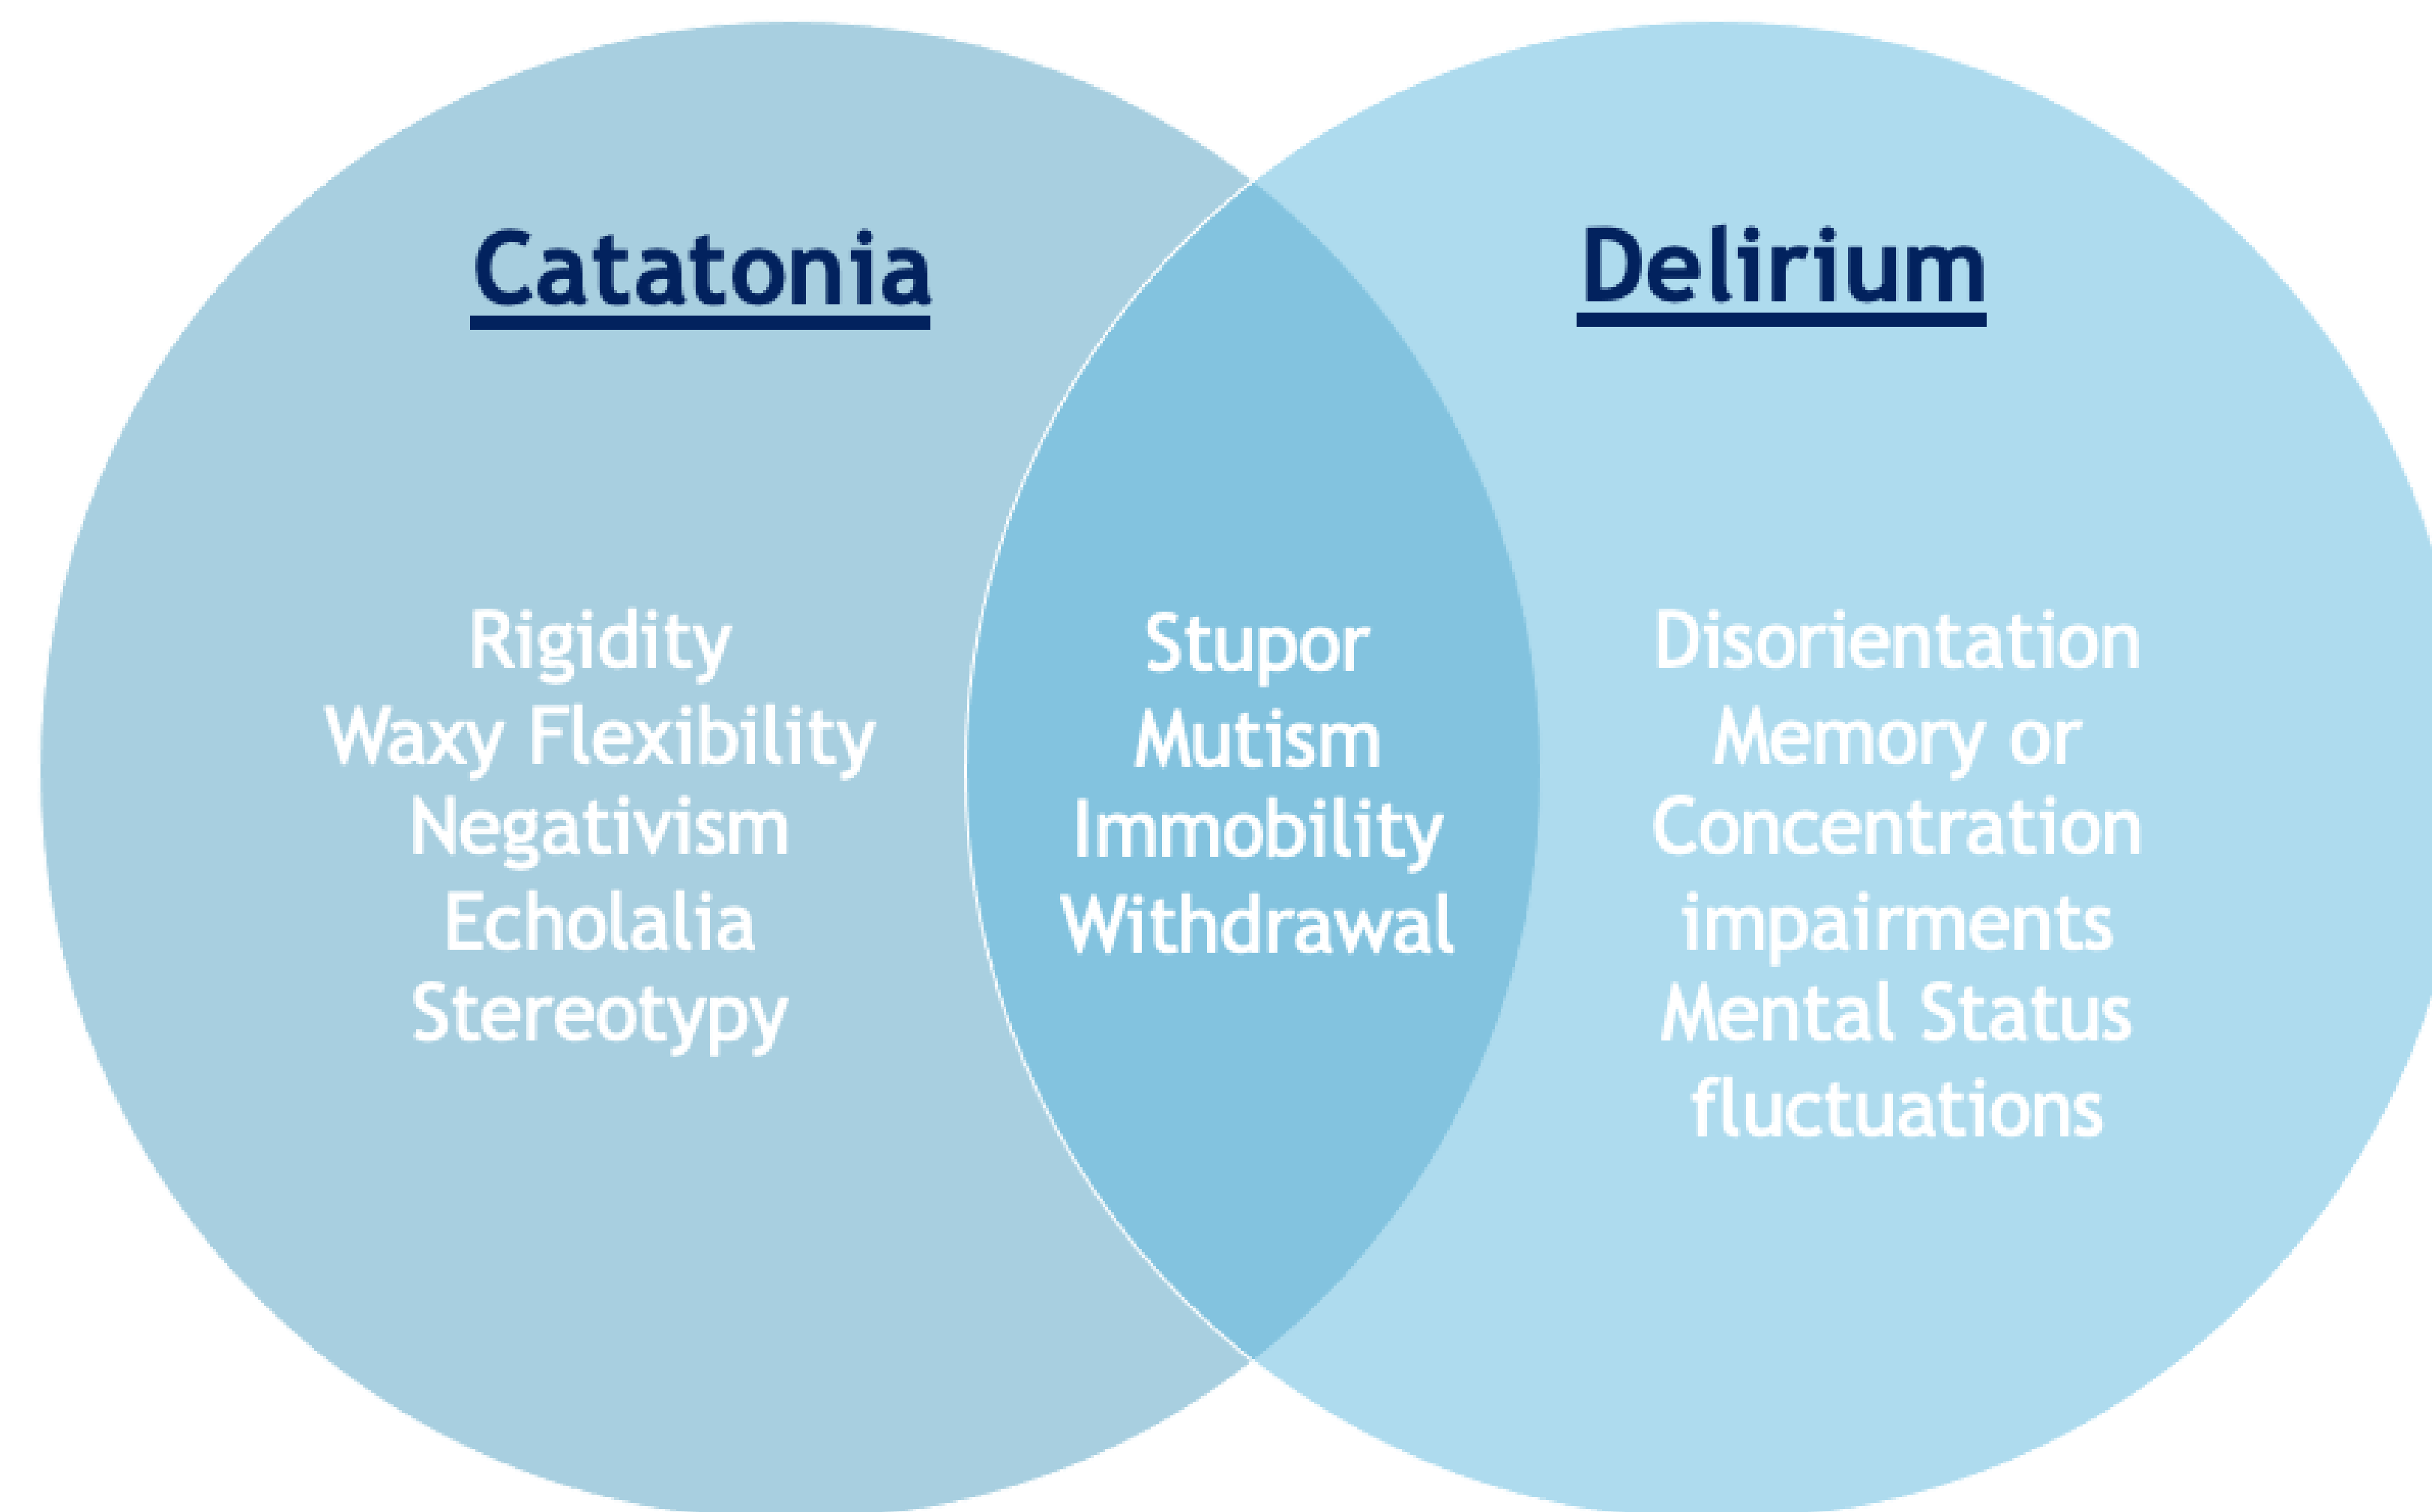 Catatonia
Rigidity
Waxy Flexibility
Negativism
Echolalia
Stereotypy
Stupor
Mutism
Immobility
Withdrawal
Delirium
Disorientation
Memory or
Concentration
impairments
Mental Status
fluctuations